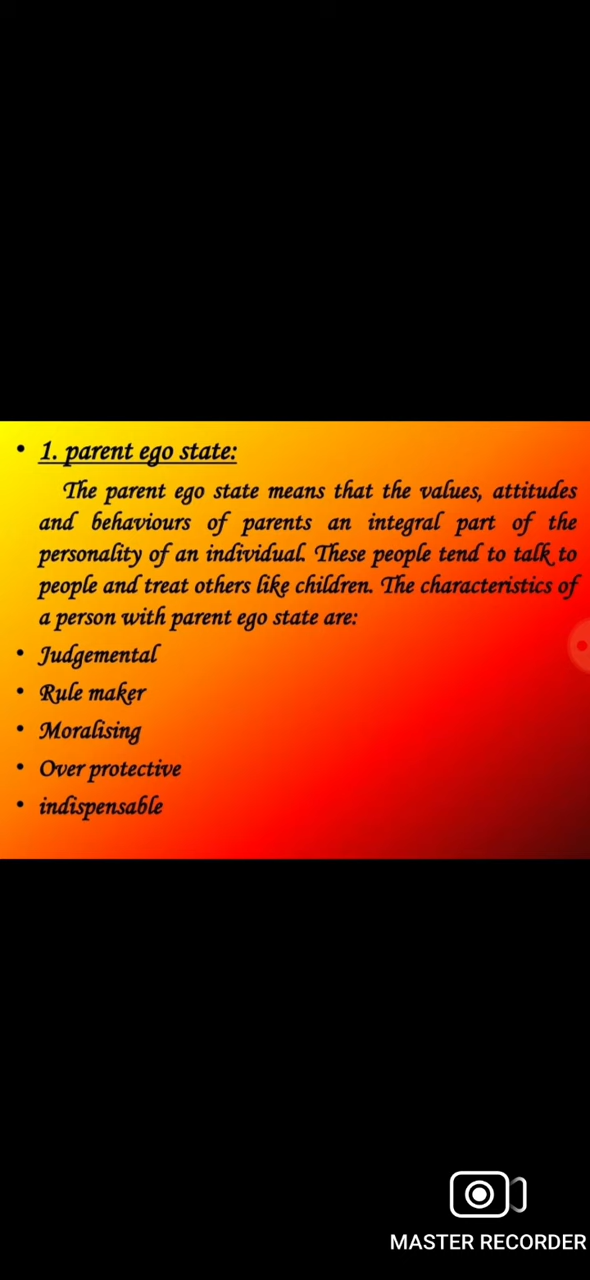 • 1. parent ego state:
The parent ego state means that the values, attitudes
and behaviours of parents an integral part of the
personality of an individual. These people tend to talk to
people and treat others like children. The characteristics of
a person with parent ego state are:
• Judgemental
• Rule maker
• Moralising
• Over protective
• indispensable
MASTER RECORDER